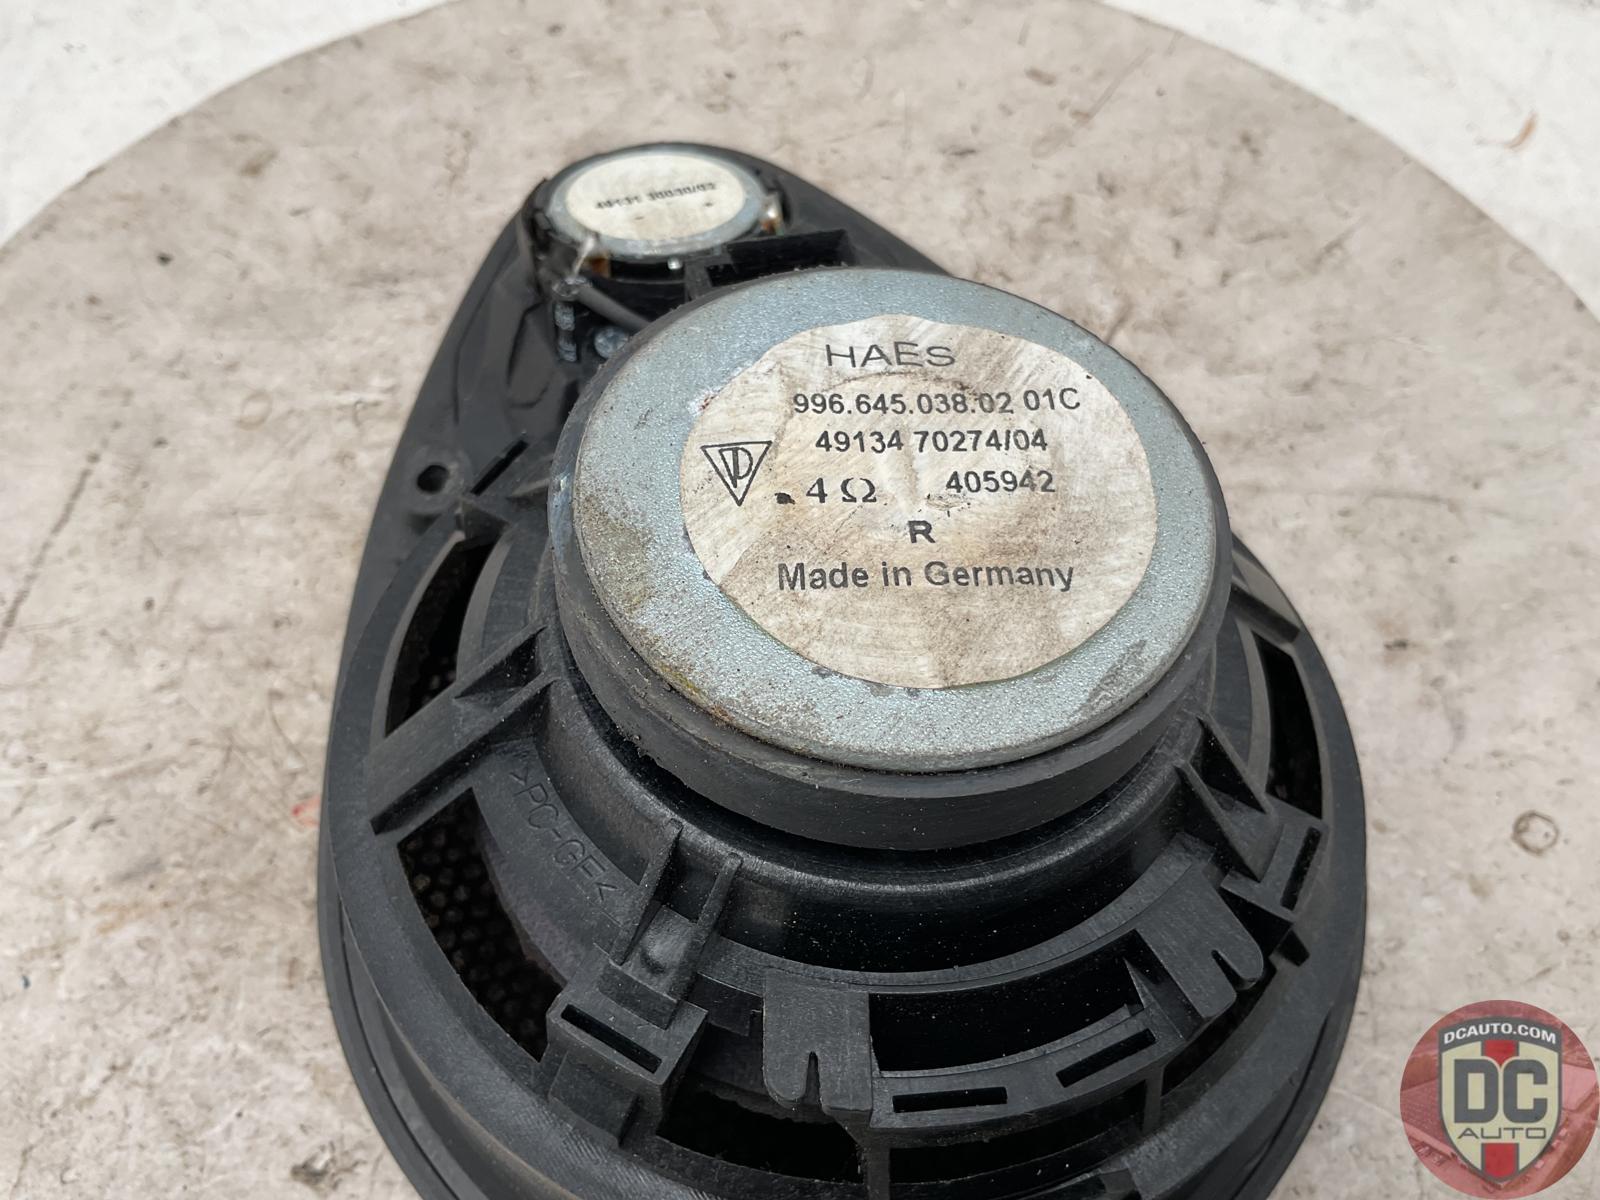 HAES
996.645.038.02 01C
49134 70274/04
4 Ω 405942
R
Made in Germany
>PC-GF<
DCAUTO.COM
DC
AUTO